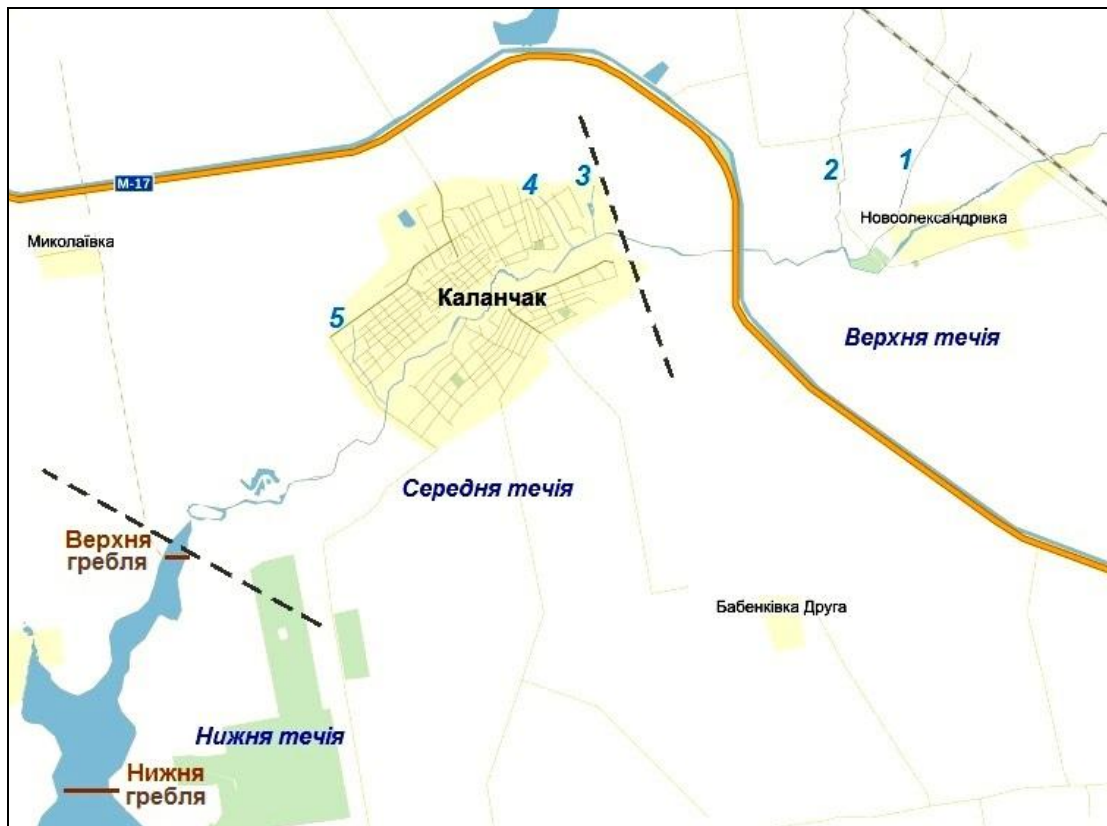 М-17
Миколаївка
4
3
2
1
Новоолександрівка
Каланчак
5
Верхня течія
Середня течія
Верхня
гребля
Бабенківка Друга
Нижня течія
Нижня
гребля